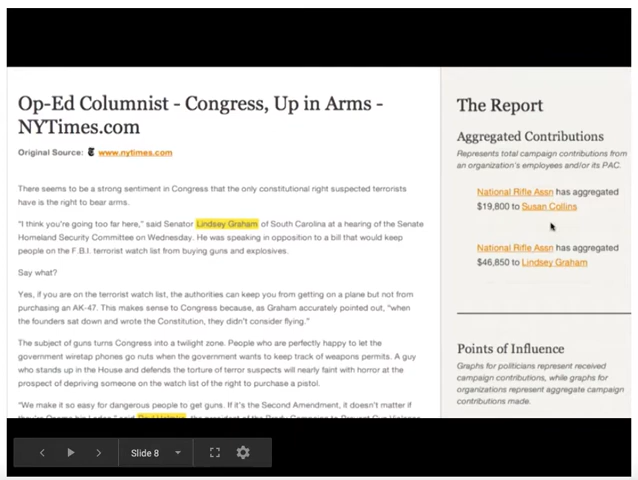 Op-Ed Columnist - Congress, Up in Arms -
NYTimes.com
Original Source: www.nytimes.com
There seems to be a strong sentiment in Congress that the only constitutional right suspected terrorists
have is the right to bear arms.
"I think you're going too far here," said Senator Lindsey Graham of South Carolina at a hearing of the Senate
Homeland Security Committee on Wednesday. He was speaking in opposition to a bill that would keep
people on the F.B.I. terrorist watch list from buying guns and explosives.
Say what?
Yes, if you are on the terrorist watch list, the authorities can keep you from getting on a plane but not from
purchasing an AK-47. This makes sense to Congress because, as Graham accurately pointed out, "when
the founders sat down and wrote the Constitution, they didn't consider flying."
The subject of guns turns Congress into a twilight zone. People who are perfectly happy to let the
government wiretap phones go nuts when the government wants to keep track of weapons permits. A guy
who stands up in the House and defends the torture of terror suspects will nearly faint with horror at the
prospect of depriving someone on the watch list of the right to purchase a pistol.
"We make it so easy for dangerous people to get guns. If it's the Second Amendment, it doesn't matter if
The Report
Aggregated Contributions
Represents total campaign contributions from
an organization's employees and/or its PAC.
National Rifle Assn has aggregated
$19,800 to Susan Collins
National Rifle Assn has aggregated
$46,850 to Lindsey Graham
Points of Influence
Graphs for politicians represent received
campaign contributions, while graphs for
organizations represent aggregate campaign
contributions made.
Slide 8